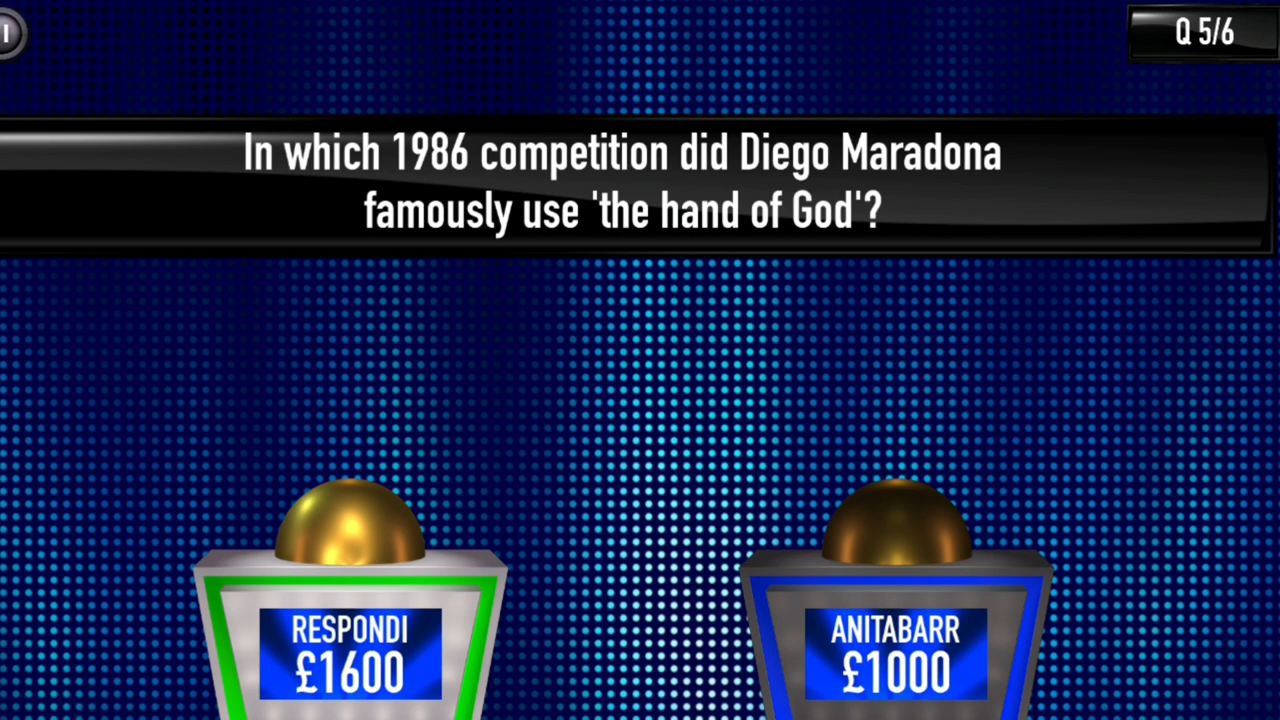 Q 5/6
In which 1986 competition did Diego Maradona
famously use 'the hand of God'?
RESPONDI
£1600
ANITABARR
£1000